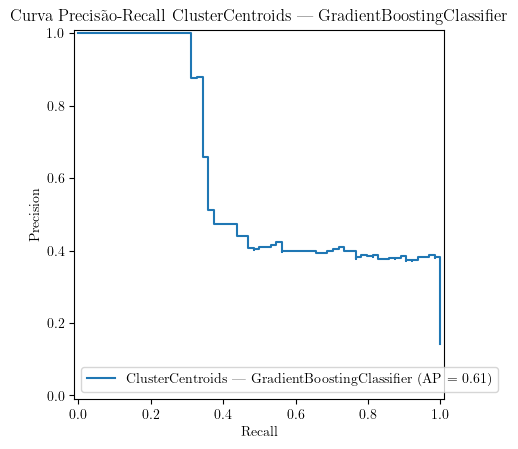 Curva Precisão-Recall ClusterCentroids — GradientBoostingClassifier
1.0
0.8
0.6
0.4
0.2
0.0
Precision
ClusterCentroids — GradientBoostingClassifier (AP = 0.61)
0.0 0.2 0.4 0.6 0.8 1.0
Recall